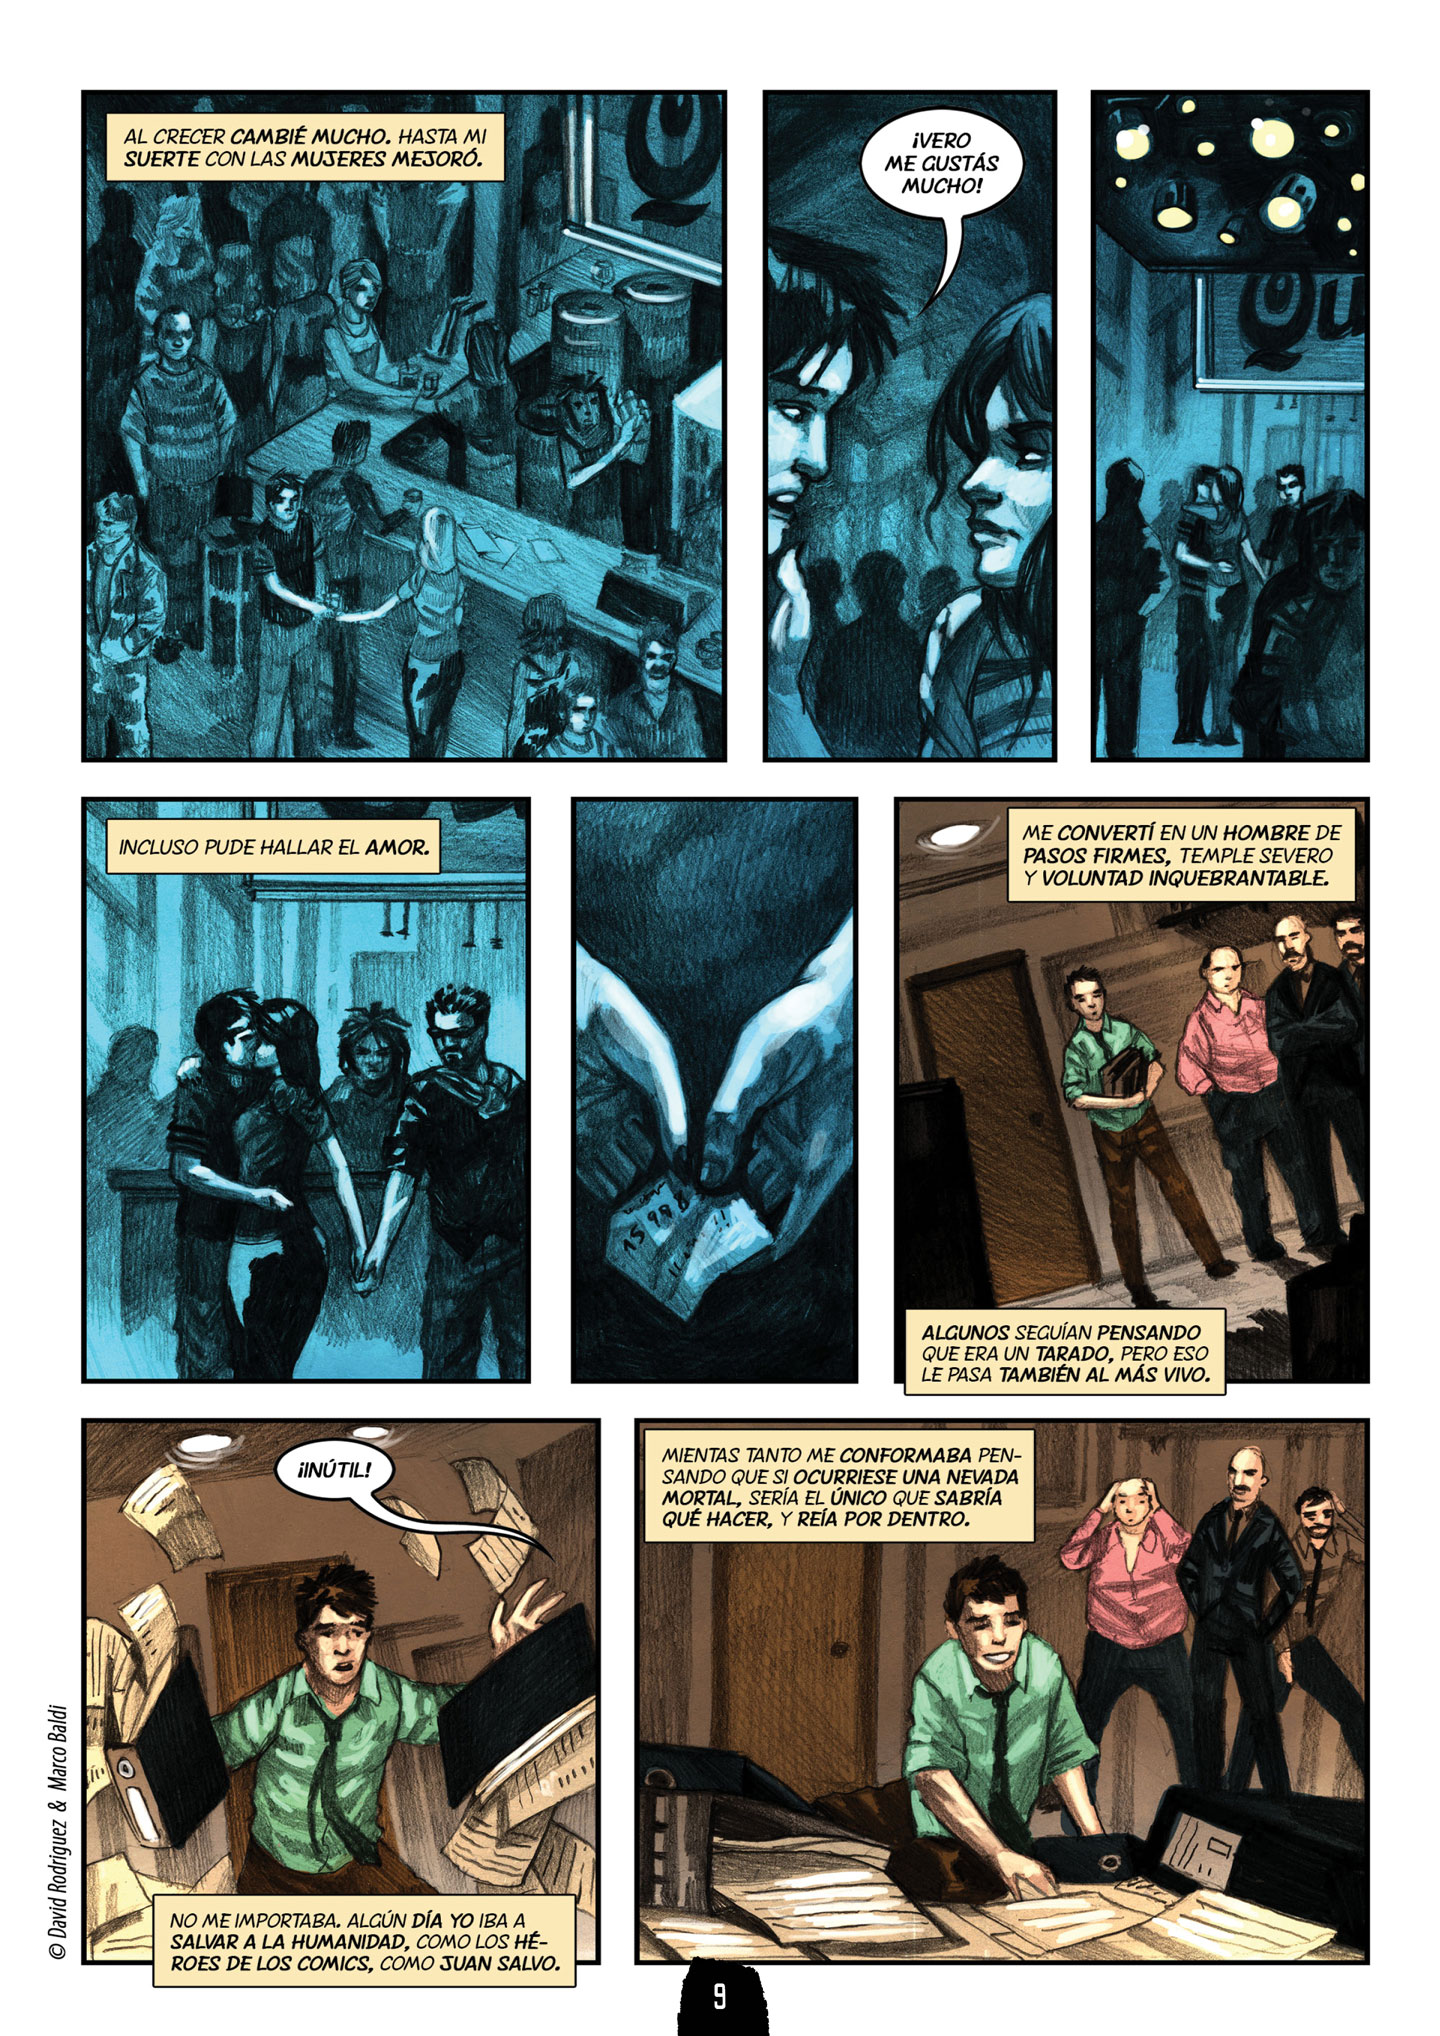 AL CRECER CAMBIÉ MUCHO. HASTA MI
SUERTE CON LAS MUJERES MEJORÓ.
Q
¡VERO
ME GUSTÁS
MUCHO!
QU
INCLUSO PUDE HALLAR EL AMOR.
15 998
ME CONVERTÍ EN UN HOMBRE DE
PASOS FIRMES, TEMPLE SEVERO
Y VOLUNTAD INQUEBRANTABLE.
ALGUNOS SEGUÍAN PENSANDO
QUE ERA UN TARADO, PERO ESO
LE PASA TAMBIÉN AL MÁS VIVO.
¡INÚTIL!
NO ME IMPORTABA. ALGÚN DÍA YO IBA A
SALVAR A LA HUMANIDAD, COMO LOS HÉ-
ROES DE LOS COMICS, COMO JUAN SALVO.
MIENTAS TANTO ME CONFORMABA PEN-
SANDO QUE SI OCURRIESE UNA NEVADA
MORTAL, SERÍA EL ÚNICO QUE SABRÍA
QUÉ HACER, Y REÍA POR DENTRO.
© David Rodriguez & Marco Baldi
9